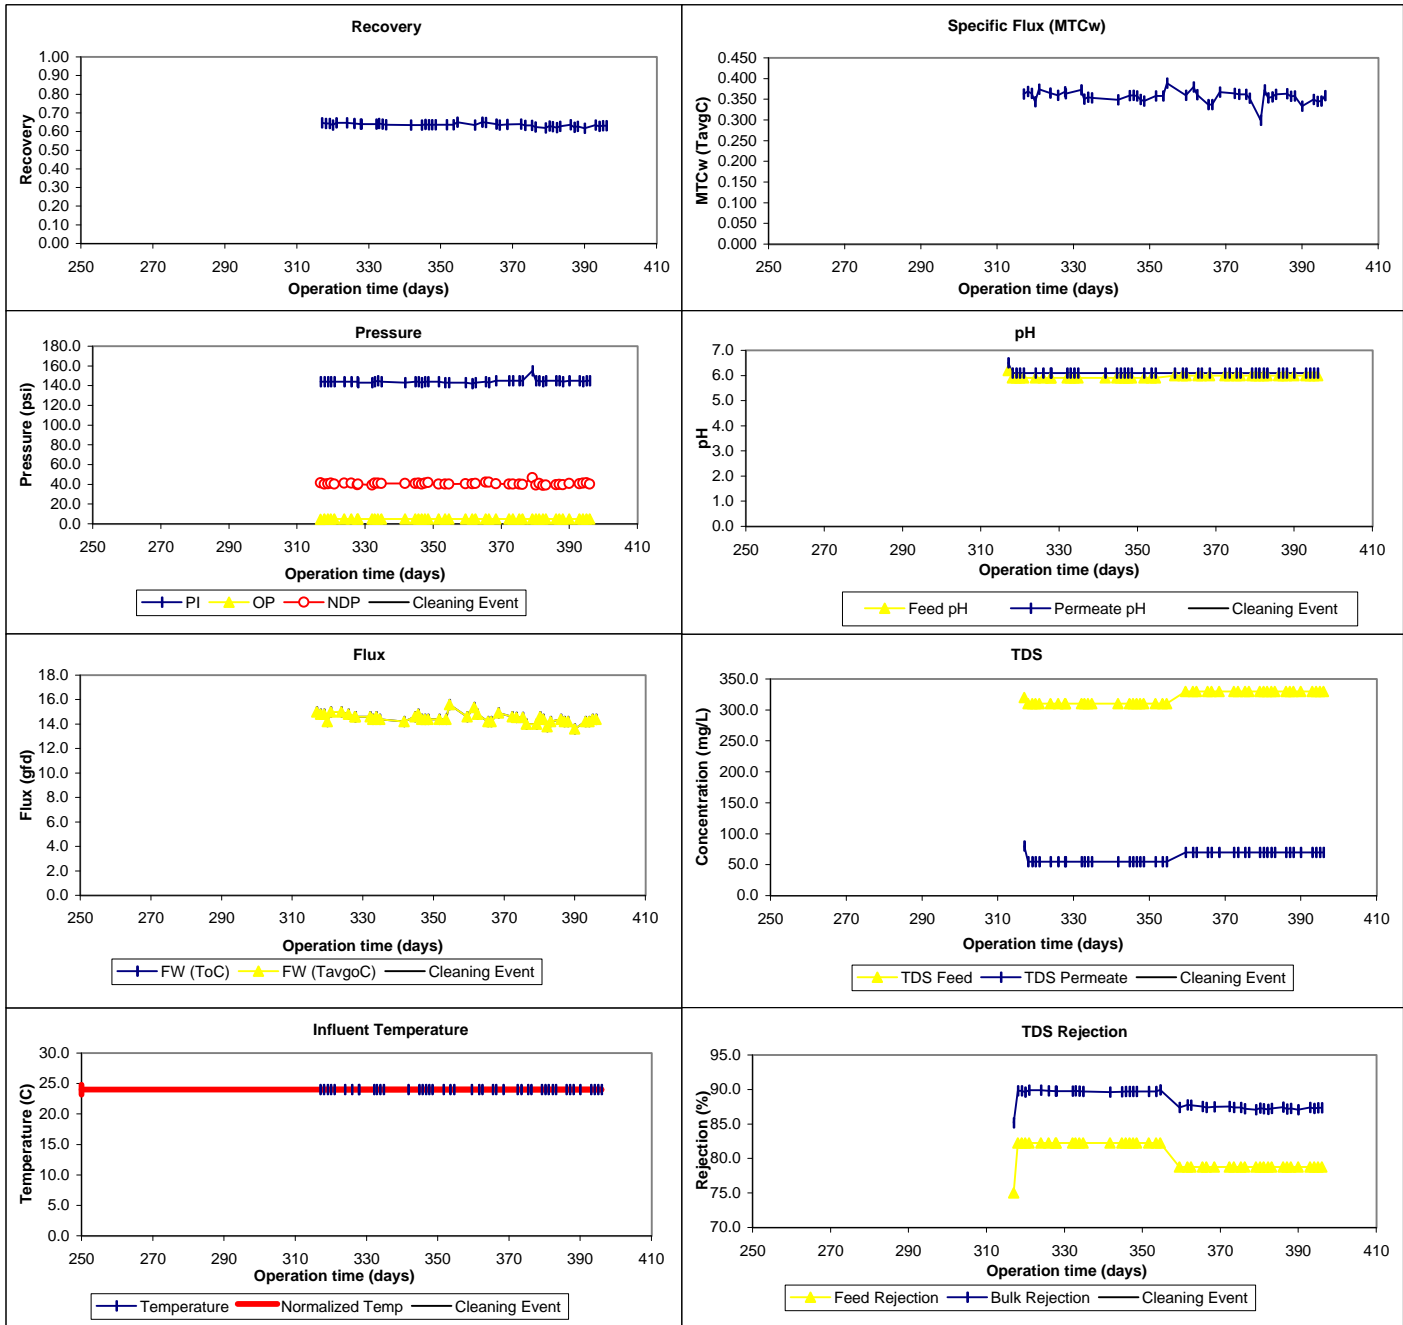 Recovery
1.00
0.90
0.80
0.70
0.60
0.50
0.40
0.30
0.20
0.10
0.00
Recovery
250 270 290 310 330 350 370 390 410
Operation time (days)
Specific Flux (MTCw)
0.450
0.400
0.350
0.300
0.250
0.200
0.150
0.100
0.050
0.000
MTCw (TavgC)
250 270 290 310 330 350 370 390 410
Operation time (days)
Pressure
180.0
160.0
140.0
120.0
100.0
80.0
60.0
40.0
20.0
0.0
Pressure (psi)
250 270 290 310 330 350 370 390 410
Operation time (days)
PI OP NDP Cleaning Event
pH
7.0
6.0
5.0
4.0
3.0
2.0
1.0
0.0
pH
250 270 290 310 330 350 370 390 410
Operation time (days)
Feed pH Permeate pH Cleaning Event
Flux
18.0
16.0
14.0
12.0
10.0
8.0
6.0
4.0
2.0
0.0
Flux (gfd)
250 270 290 310 330 350 370 390 410
Operation time (days)
FW (ToC) FW (TavgoC) Cleaning Event
TDS
350.0
300.0
250.0
200.0
150.0
100.0
50.0
0.0
Concentration (mg/L)
250 270 290 310 330 350 370 390 410
Operation time (days)
TDS Feed TDS Permeate Cleaning Event
Influent Temperature
30.0
25.0
20.0
15.0
10.0
5.0
0.0
Temperature (C)
250 270 290 310 330 350 370 390 410
Operation time (days)
Temperature Normalized Temp Cleaning Event
TDS Rejection
95.0
90.0
85.0
80.0
75.0
70.0
Rejection (%)
250 270 290 310 330 350 370 390 410
Operation time (days)
Feed Rejection Bulk Rejection Cleaning Event